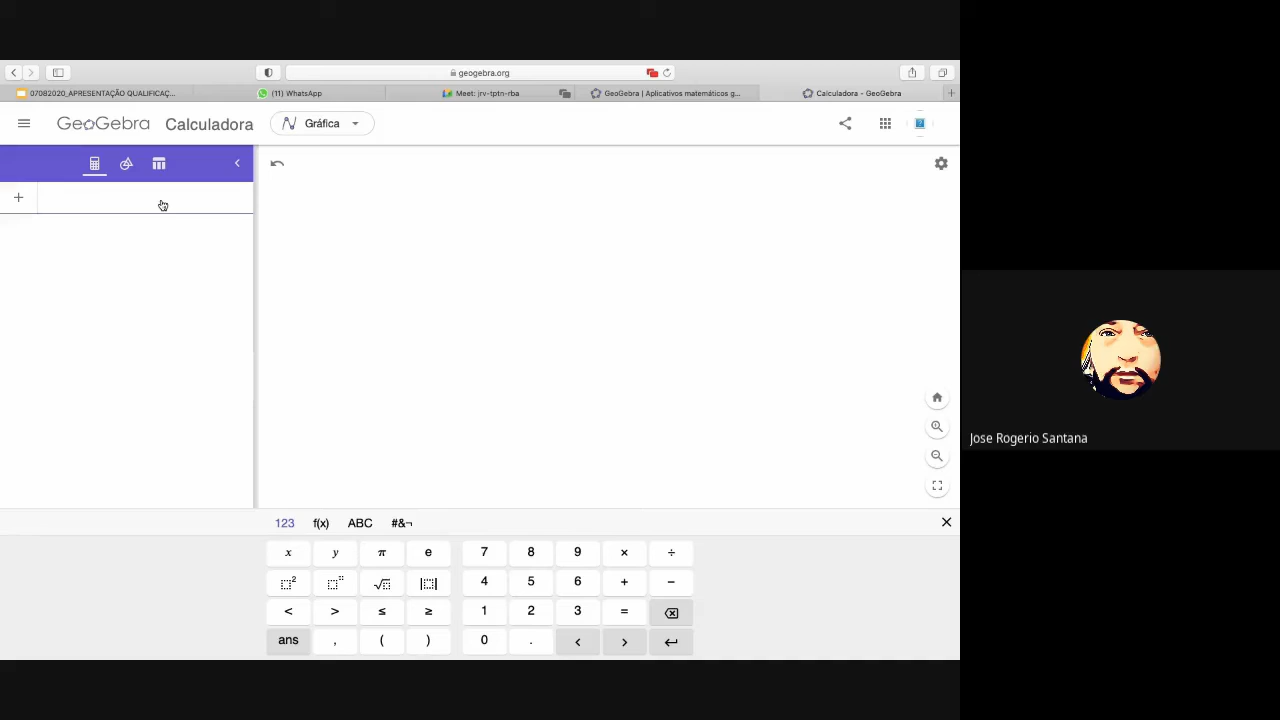 geogebra.org
07082020_APRESENTAÇÃO QUALIFICAÇ...
(11) WhatsApp
Meet: jrv-tptn-rba
GeoGebra | Aplicativos matemáticos g...
Calculadora - GeoGebra
GeoGebra Calculadora
Gráfica
Jose Rogerio Santana
123 f(x) ABC #&¬
x y π e 7 8 9 × ÷
4 5 6 + −
< > ≤ ≥ 1 2 3 =
ans , ( ) 0 . < >